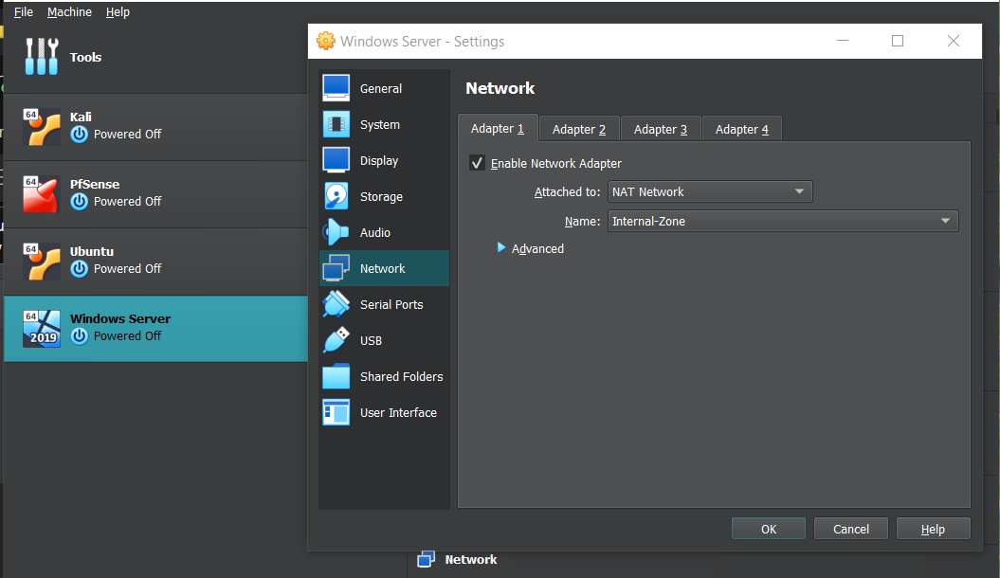 File Machine Help
Tools
64
Kali
Powered Off
64
PfSense
Powered Off
64
Ubuntu
Powered Off
64
2019
Windows Server
Powered Off
Windows Server - Settings
General
System
Display
Storage
Audio
Network
Serial Ports
USB
Shared Folders
User Interface
Network
Adapter 1 Adapter 2 Adapter 3 Adapter 4
Enable Network Adapter
Attached to: NAT Network
Name: Internal-Zone
Advanced
OK Cancel Help
Network